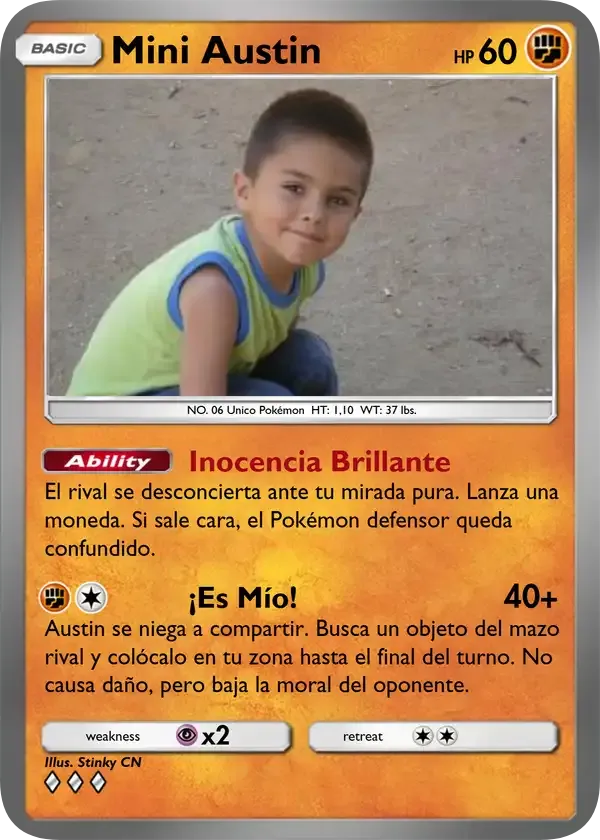 BASIC Mini Austin HP 60
NO. 06 Unico Pokémon HT: 1,10 WT: 37 lbs.
Ability Inocencia Brillante
El rival se desconcierta ante tu mirada pura. Lanza una
moneda. Si sale cara, el Pokémon defensor queda
confundido.
¡Es Mío! 40+
Austin se niega a compartir. Busca un objeto del mazo
rival y colócalo en tu zona hasta el final del turno. No
causa daño, pero baja la moral del oponente.
weakness x2 retreat
Illus. Stinky CN